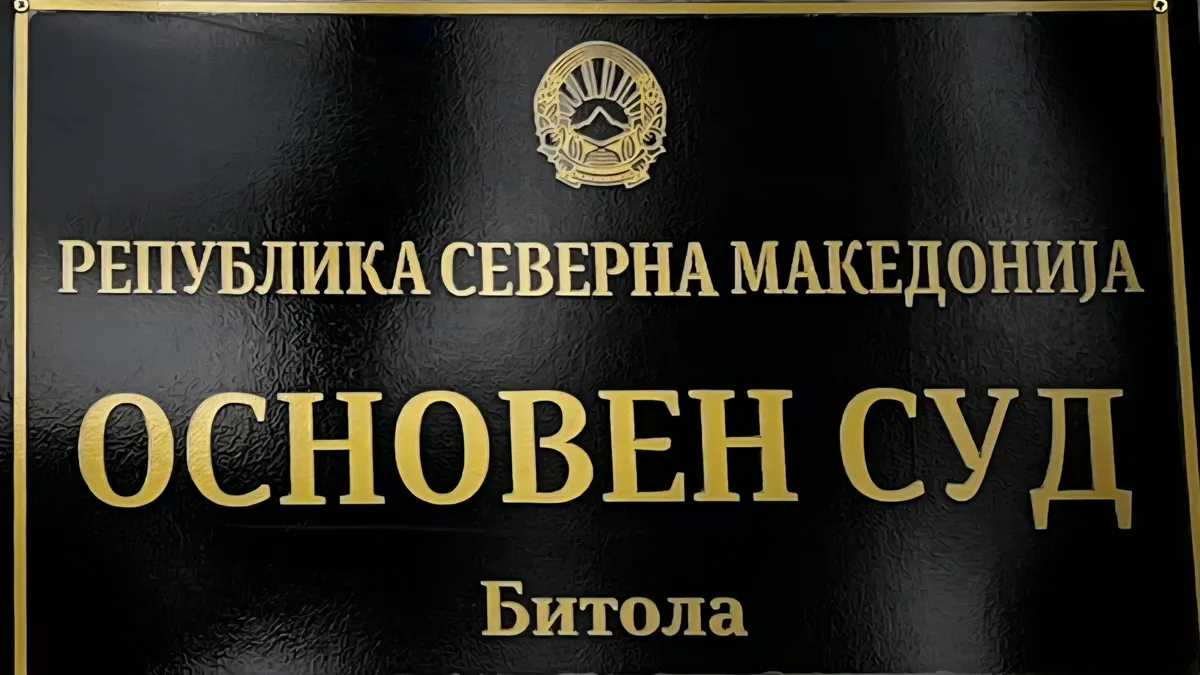 РЕПУБЛИКА СЕВЕРНА МАКЕДОНИЈА
ОСНОВЕН СУД
Битола